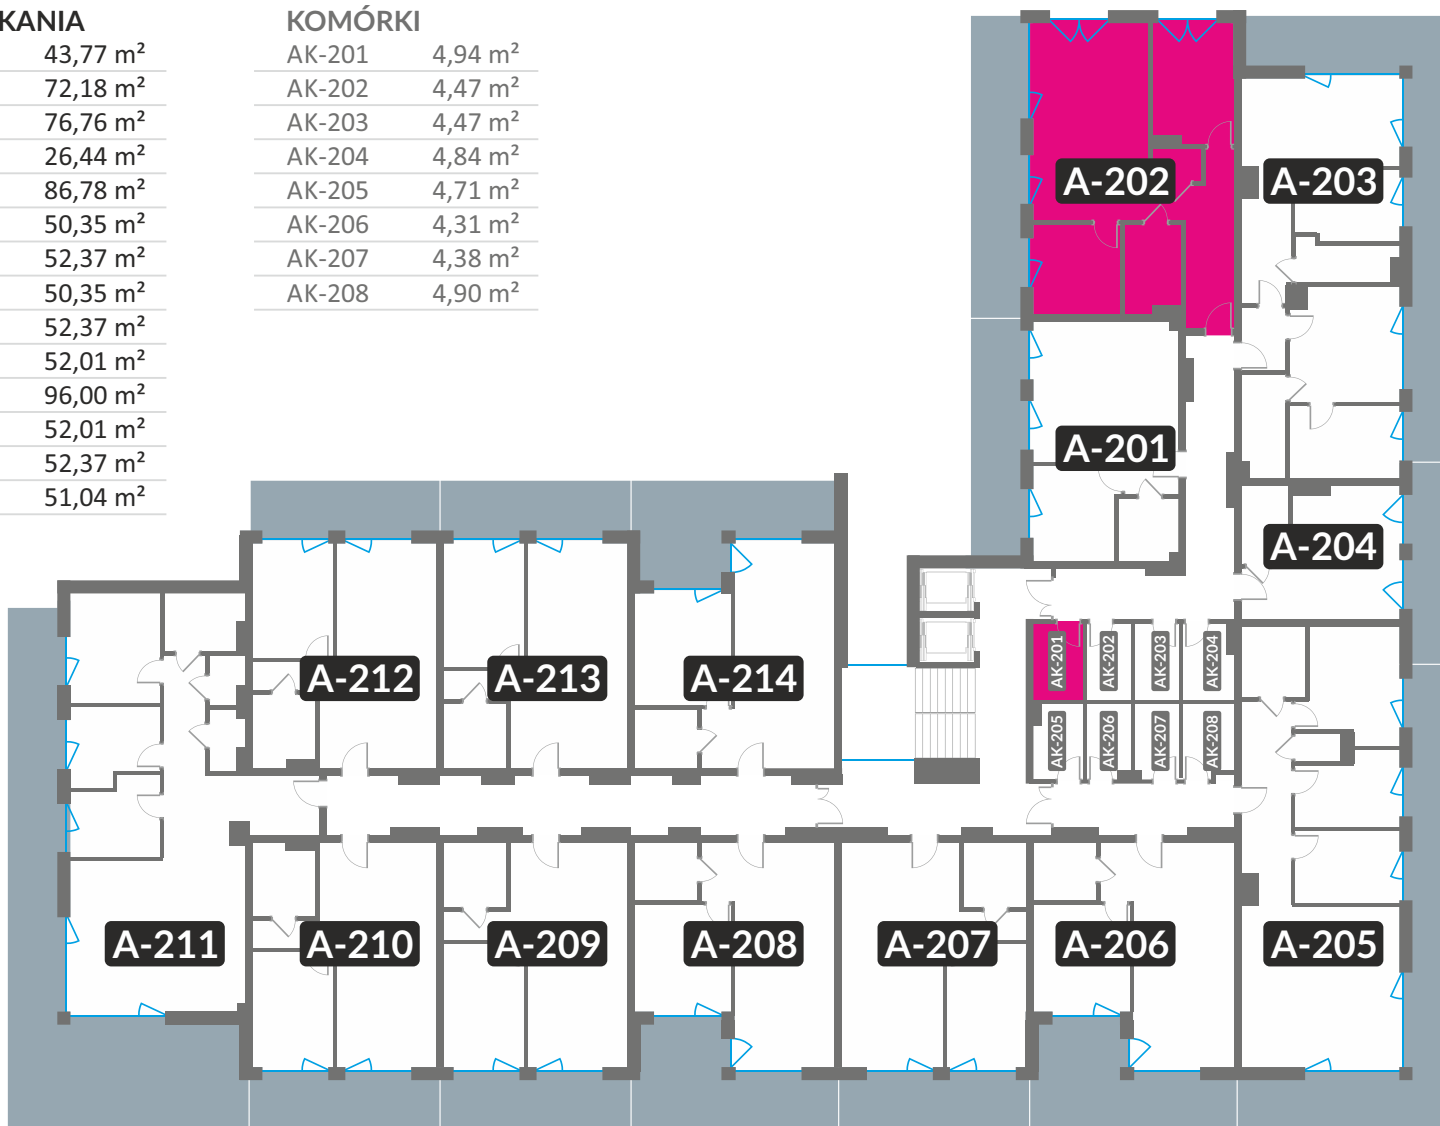 KANIA
43,77 m²
72,18 m²
76,76 m²
26,44 m²
86,78 m²
50,35 m²
52,37 m²
50,35 m²
52,37 m²
52,01 m²
96,00 m²
52,01 m²
52,37 m²
51,04 m²
KOMÓRKI
AK-201 4,94 m²
AK-202 4,47 m²
AK-203 4,47 m²
AK-204 4,84 m²
AK-205 4,71 m²
AK-206 4,31 m²
AK-207 4,38 m²
AK-208 4,90 m²
A-202
A-203
A-201
A-204
AK-201
AK-202
AK-203
AK-204
A-212
A-213
A-214
AK-205
AK-206
AK-207
AK-208
A-211
A-210
A-209
A-208
A-207
A-206
A-205